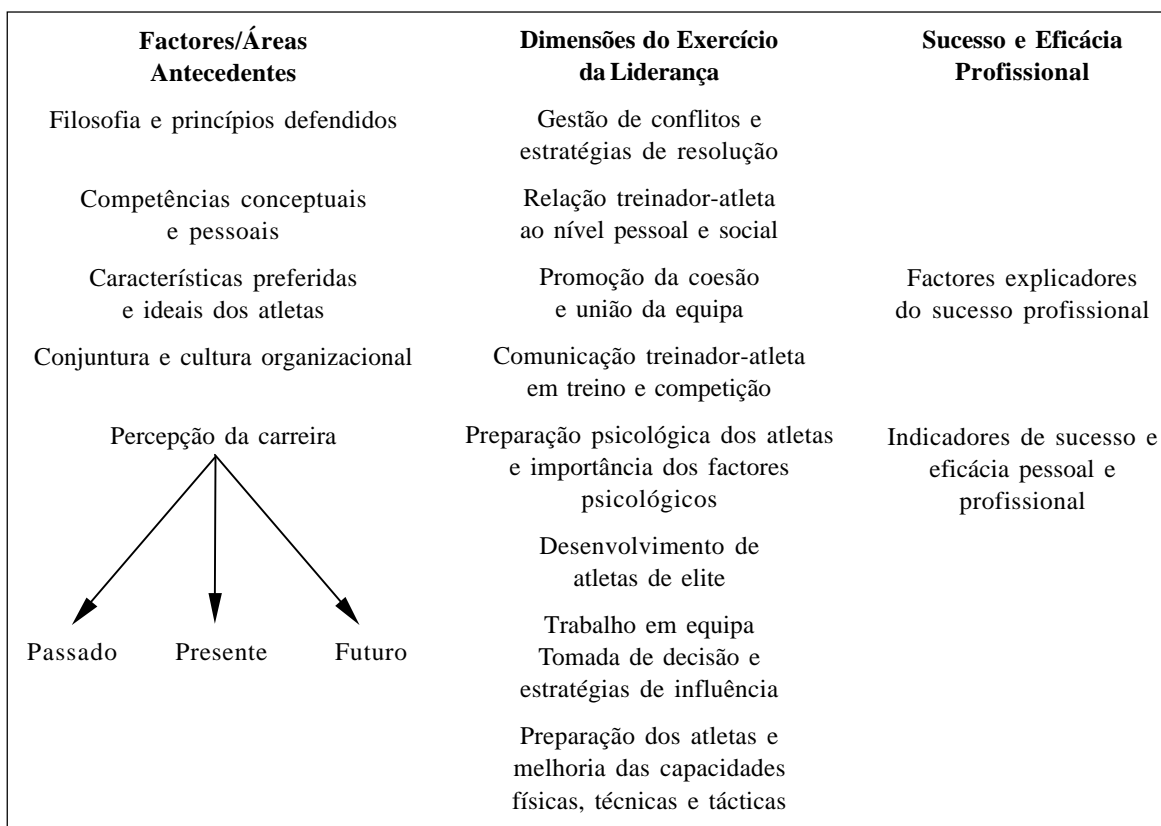 Factores/Áreas
Antecedentes
Filosofia e princípios defendidos
Competências conceptuais
e pessoais
Características preferidas
e ideais dos atletas
Conjuntura e cultura organizacional
Percepção da carreira
Passado
Presente
Futuro
Dimensões do Exercício
da Liderança
Gestão de conflitos e
estratégias de resolução
Relação treinador-atleta
ao nível pessoal e social
Promoção da coesão
e união da equipa
Comunicação treinador-atleta
em treino e competição
Preparação psicológica dos atletas
e importância dos factores
psicológicos
Desenvolvimento de
atletas de elite
Trabalho em equipa
Tomada de decisão e
estratégias de influência
Preparação dos atletas e
melhoria das capacidades
físicas, técnicas e tácticas
Sucesso e Eficácia
Profissional
Factores explicadores
do sucesso profissional
Indicadores de sucesso e
eficácia pessoal e
profissional